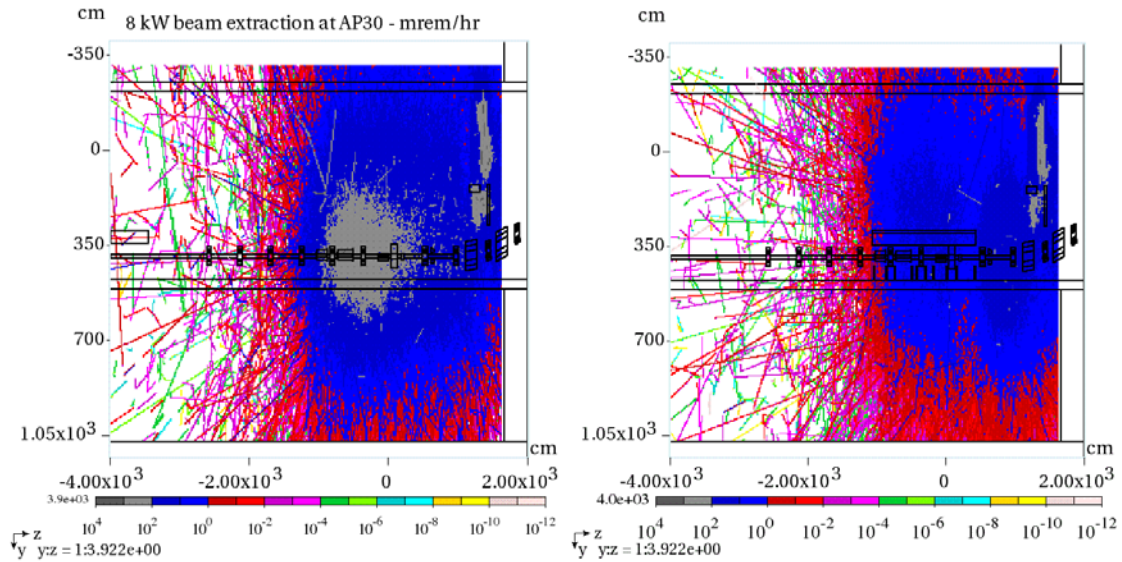 cm
8 kW beam extraction at AP30 - mrem/hr
-350
0
350
700
1.05x10³
cm
-4.00x10³
-2.00x10³
0
2.00x10³
3.9e+03
10⁴ 10² 10⁰ 10⁻² 10⁻⁴ 10⁻⁶ 10⁻⁸ 10⁻¹⁰ 10⁻¹²
z
y y:z = 1:3.922e+00
cm
-350
0
350
700
1.05x10³
cm
-4.00x10³
-2.00x10³
0
2.00x10³
4.0e+03
10⁴ 10² 10⁰ 10⁻² 10⁻⁴ 10⁻⁶ 10⁻⁸ 10⁻¹⁰ 10⁻¹²
z
y y:z = 1:3.922e+00